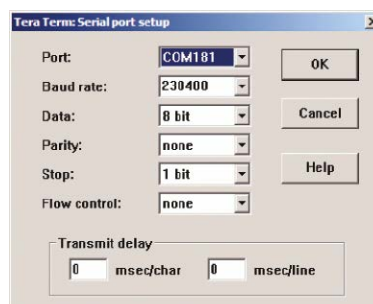 Tera Term: Serial port setup
Port: COM181 OK
Baud rate: 230400
Data: 8 bit Cancel
Parity: none
Stop: 1 bit Help
Flow control: none
Transmit delay
0 msec/char 0 msec/line